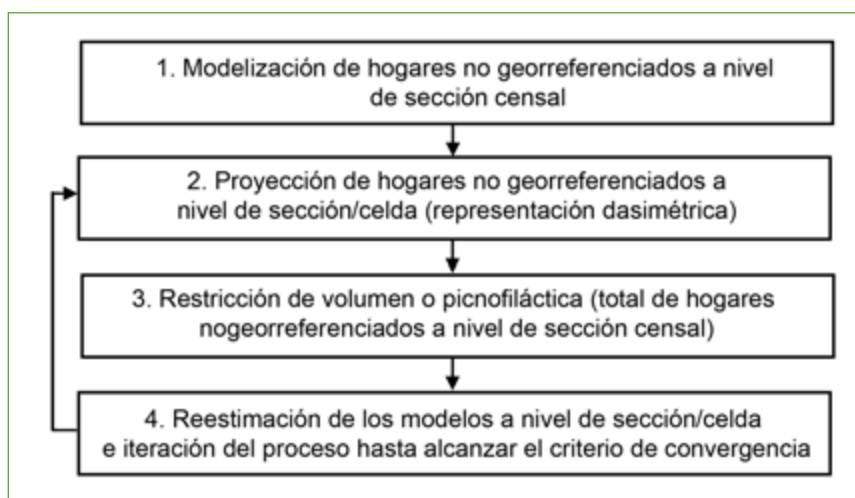 1. Modelización de hogares no georreferenciados a nivel
de sección censal
2. Proyección de hogares no georreferenciados a
nivel de sección/celda (representación dasimétrica)
3. Restricción de volumen o picnofiláctica (total de hogares
nogeorreferenciados a nivel de sección censal)
4. Reestimación de los modelos a nivel de sección/celda
e iteración del proceso hasta alcanzar el criterio de convergencia